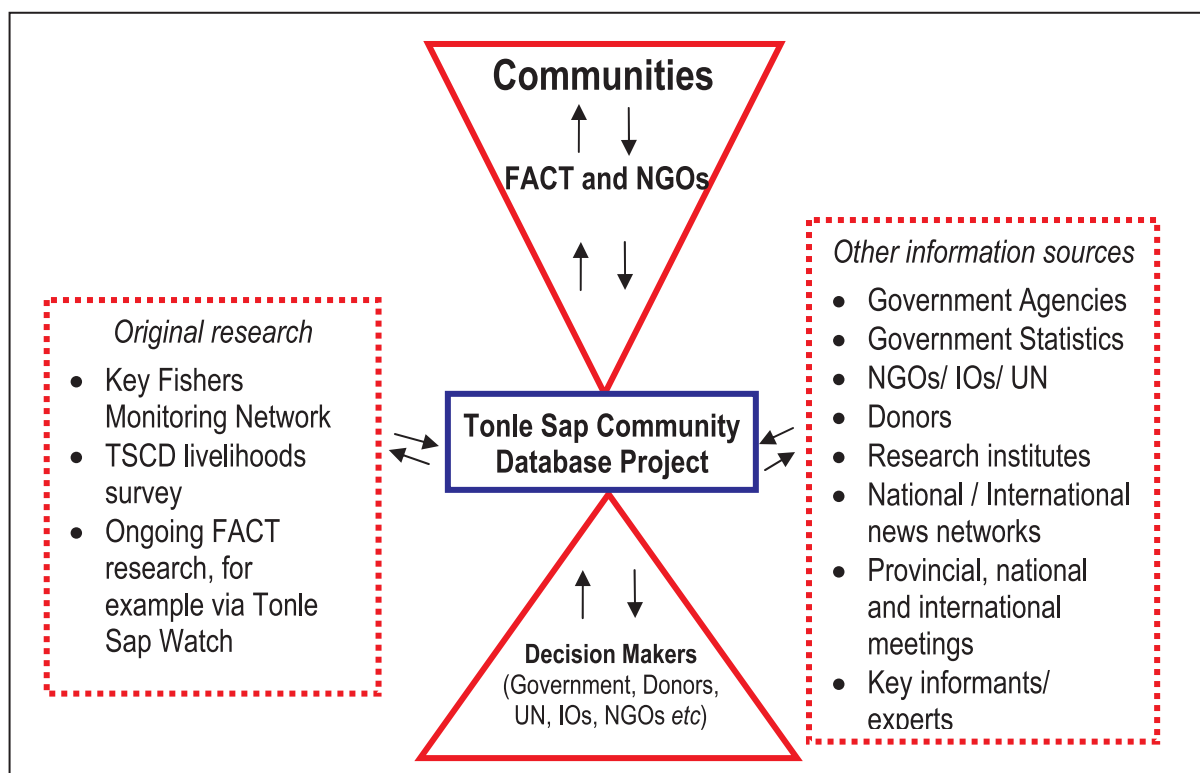 Communities
FACT and NGOs
Original research
• Key Fishers
Monitoring Network
• TSCD livelihoods
survey
• Ongoing FACT
research, for
example via Tonle
Sap Watch
Tonle Sap Community
Database Project
Other information sources
• Government Agencies
• Government Statistics
• NGOs/ IOs/ UN
• Donors
• Research institutes
• National / International
news networks
• Provincial, national
and international
meetings
• Key informants/
experts
Decision Makers
(Government, Donors,
UN, IOs, NGOs etc)